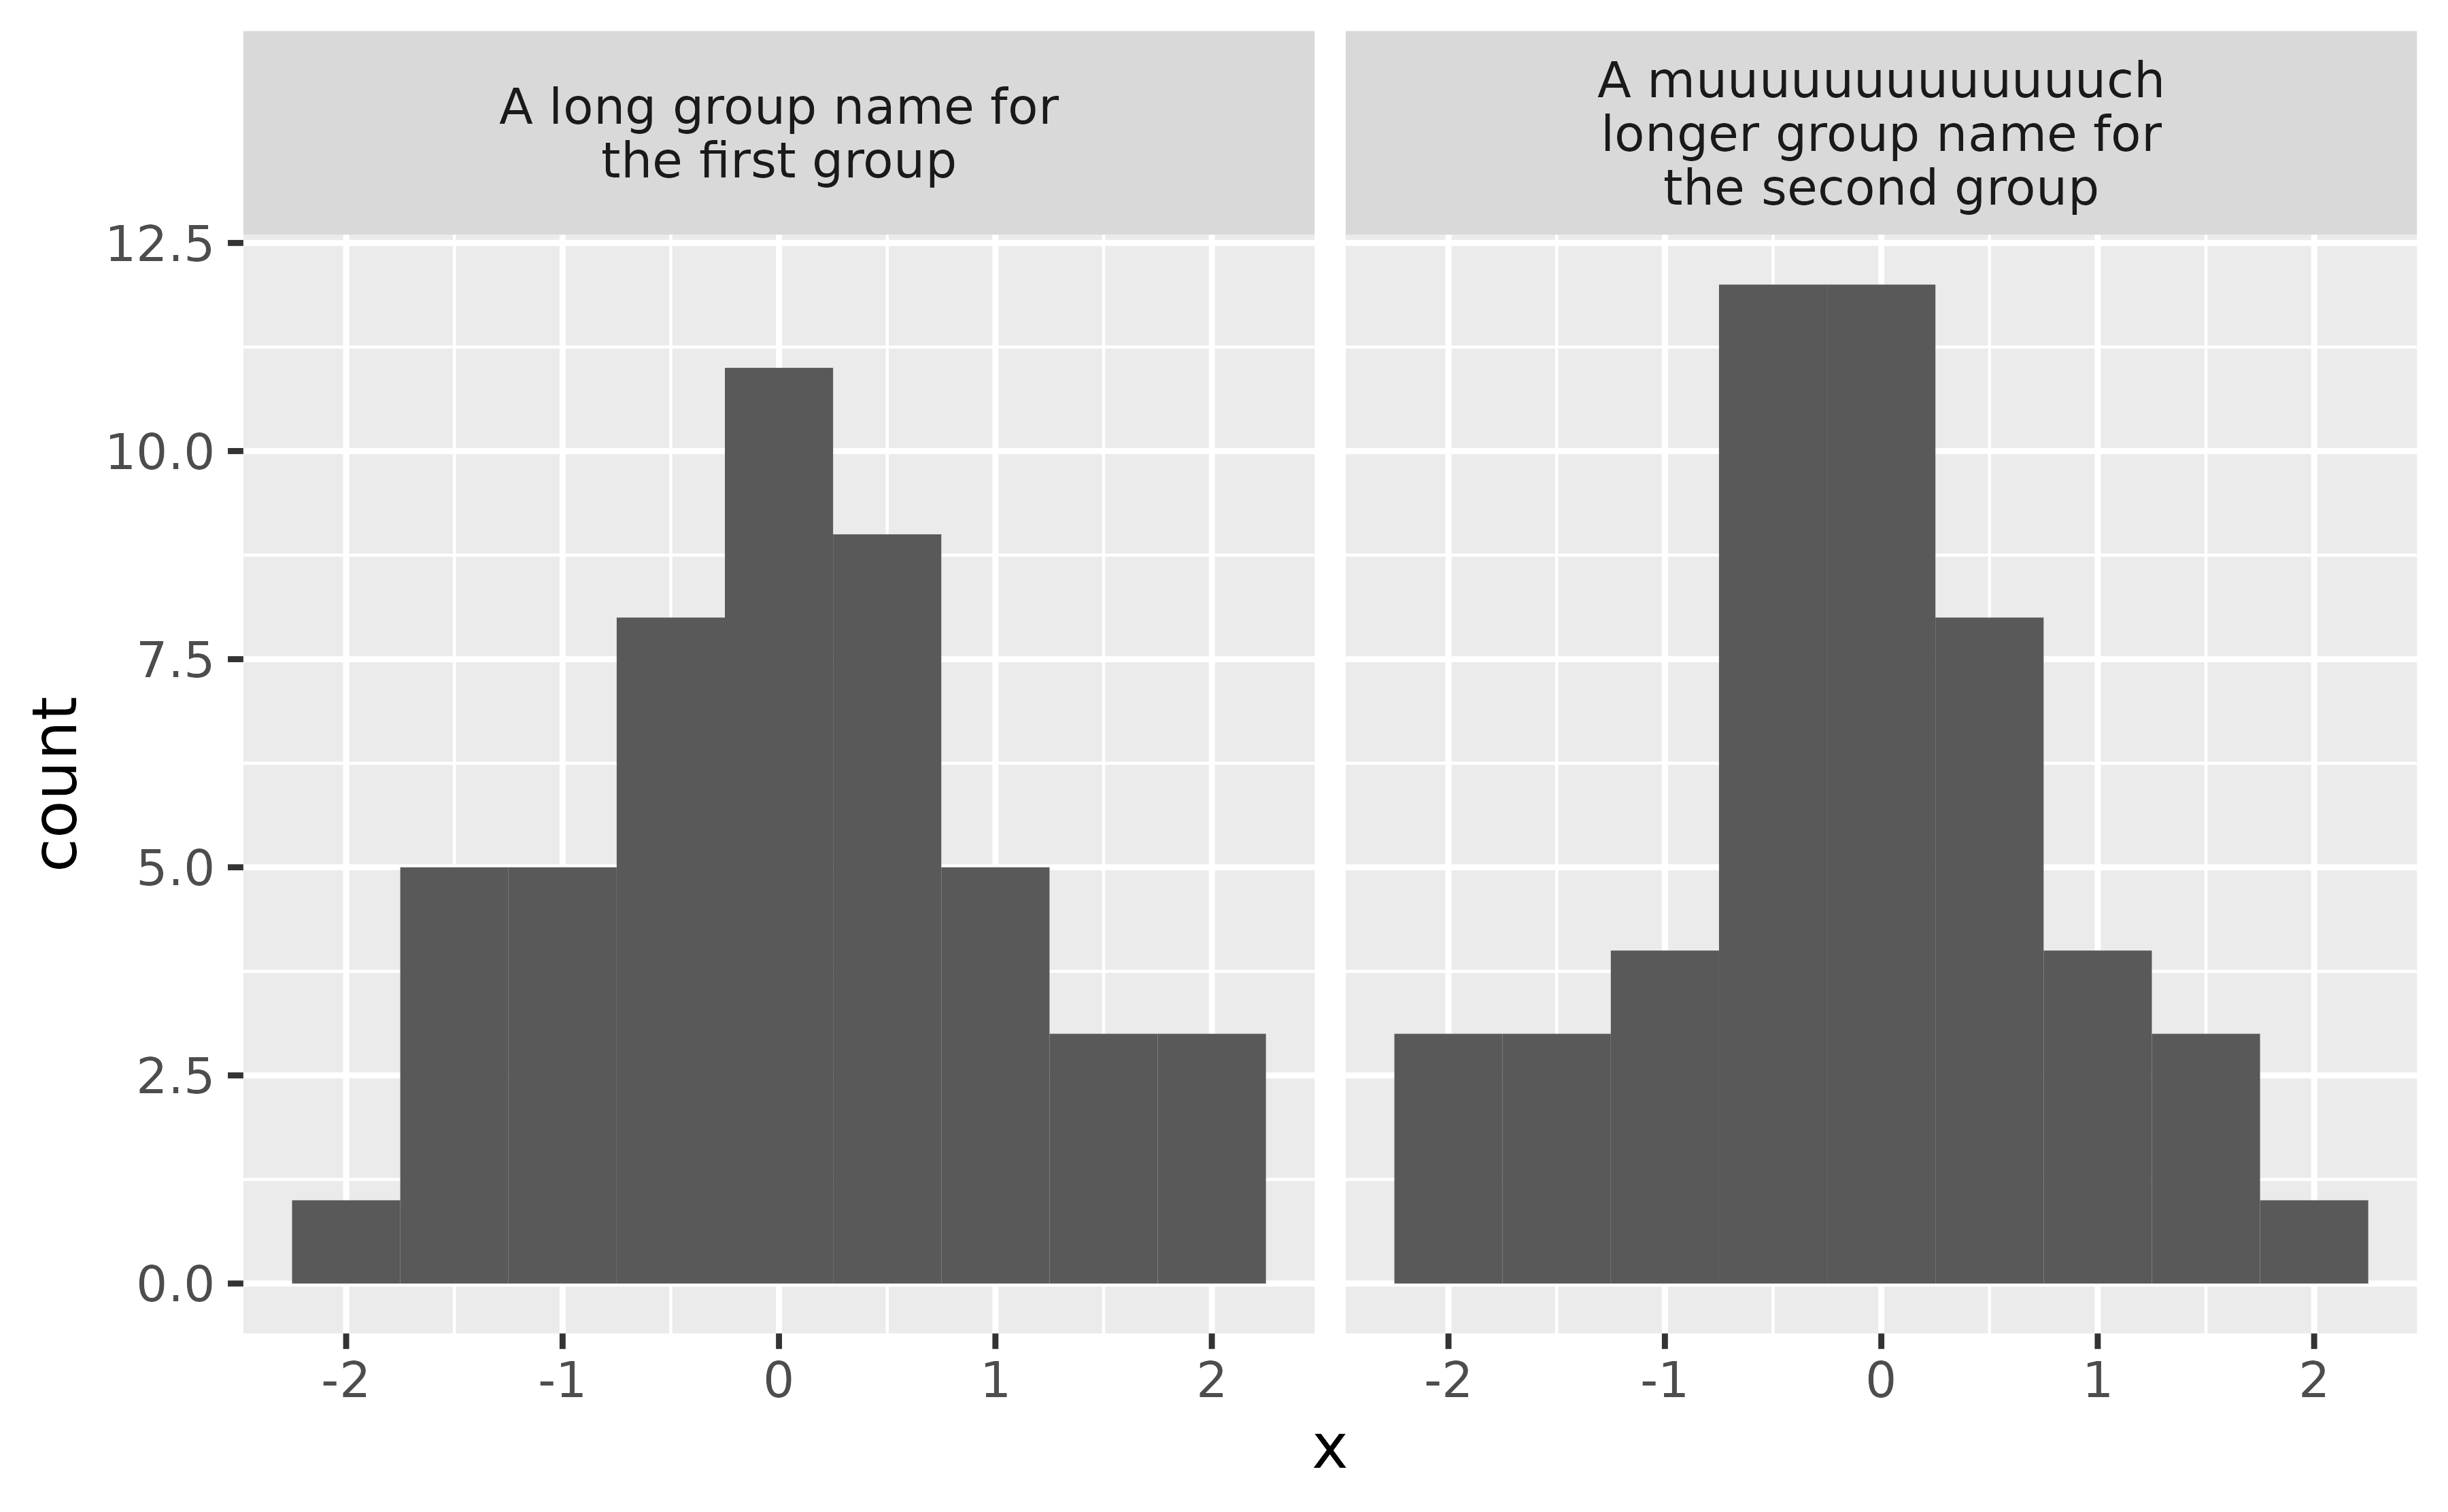 A long group name for
the first group
A muuuuuuuuuuuuuch
longer group name for
the second group
count
12.5
10.0
7.5
5.0
2.5
0.0
-2 -1 0 1 2
-2 -1 0 1 2
x